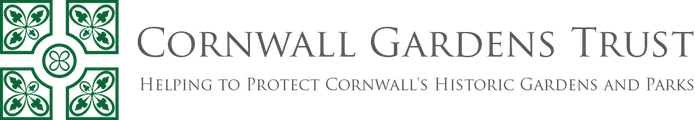 Cornwall Gardens Trust
Helping to Protect Cornwall's Historic Gardens and Parks